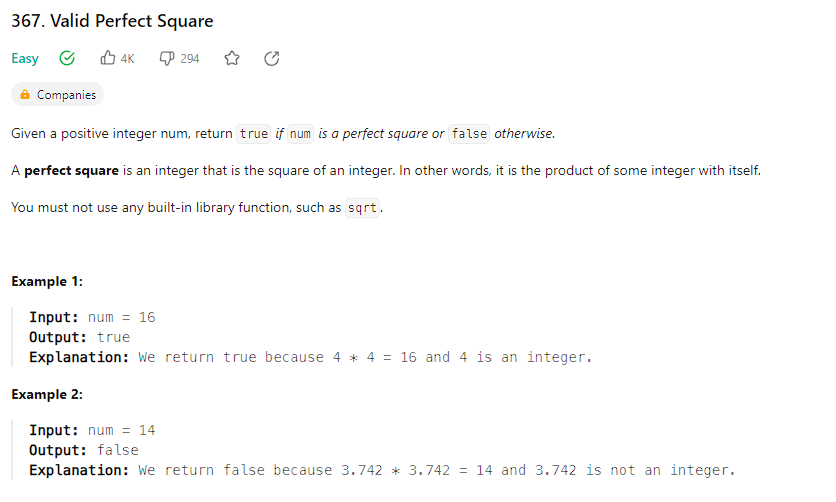 367. Valid Perfect Square
Easy 4K 294
Companies
Given a positive integer num, return true if num is a perfect square or false otherwise.
A perfect square is an integer that is the square of an integer. In other words, it is the product of some integer with itself.
You must not use any built-in library function, such as sqrt.
Example 1:
Input: num = 16
Output: true
Explanation: We return true because 4 * 4 = 16 and 4 is an integer.
Example 2:
Input: num = 14
Output: false
Explanation: We return false because 3.742 * 3.742 = 14 and 3.742 is not an integer.